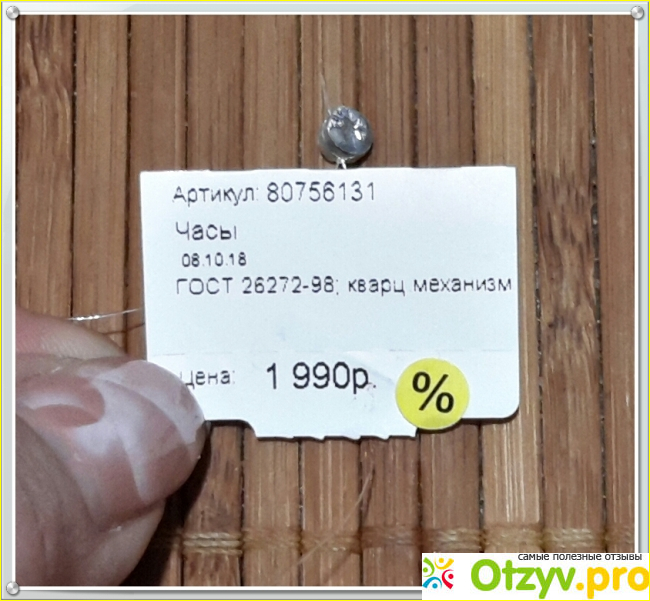 Артикул: 80756131
Часы
08.10.18
ГОСТ 26272-98; кварц механизм
Цена: 1 990р.
%
самые полезные отзывы
Otzyv.pro